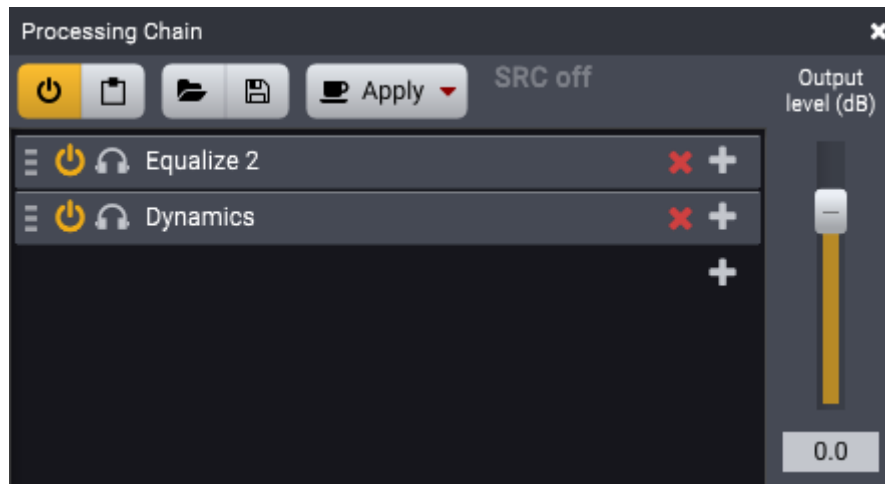 Processing Chain
Apply
SRC off
Output
level (dB)
Equalize 2
Dynamics
0.0